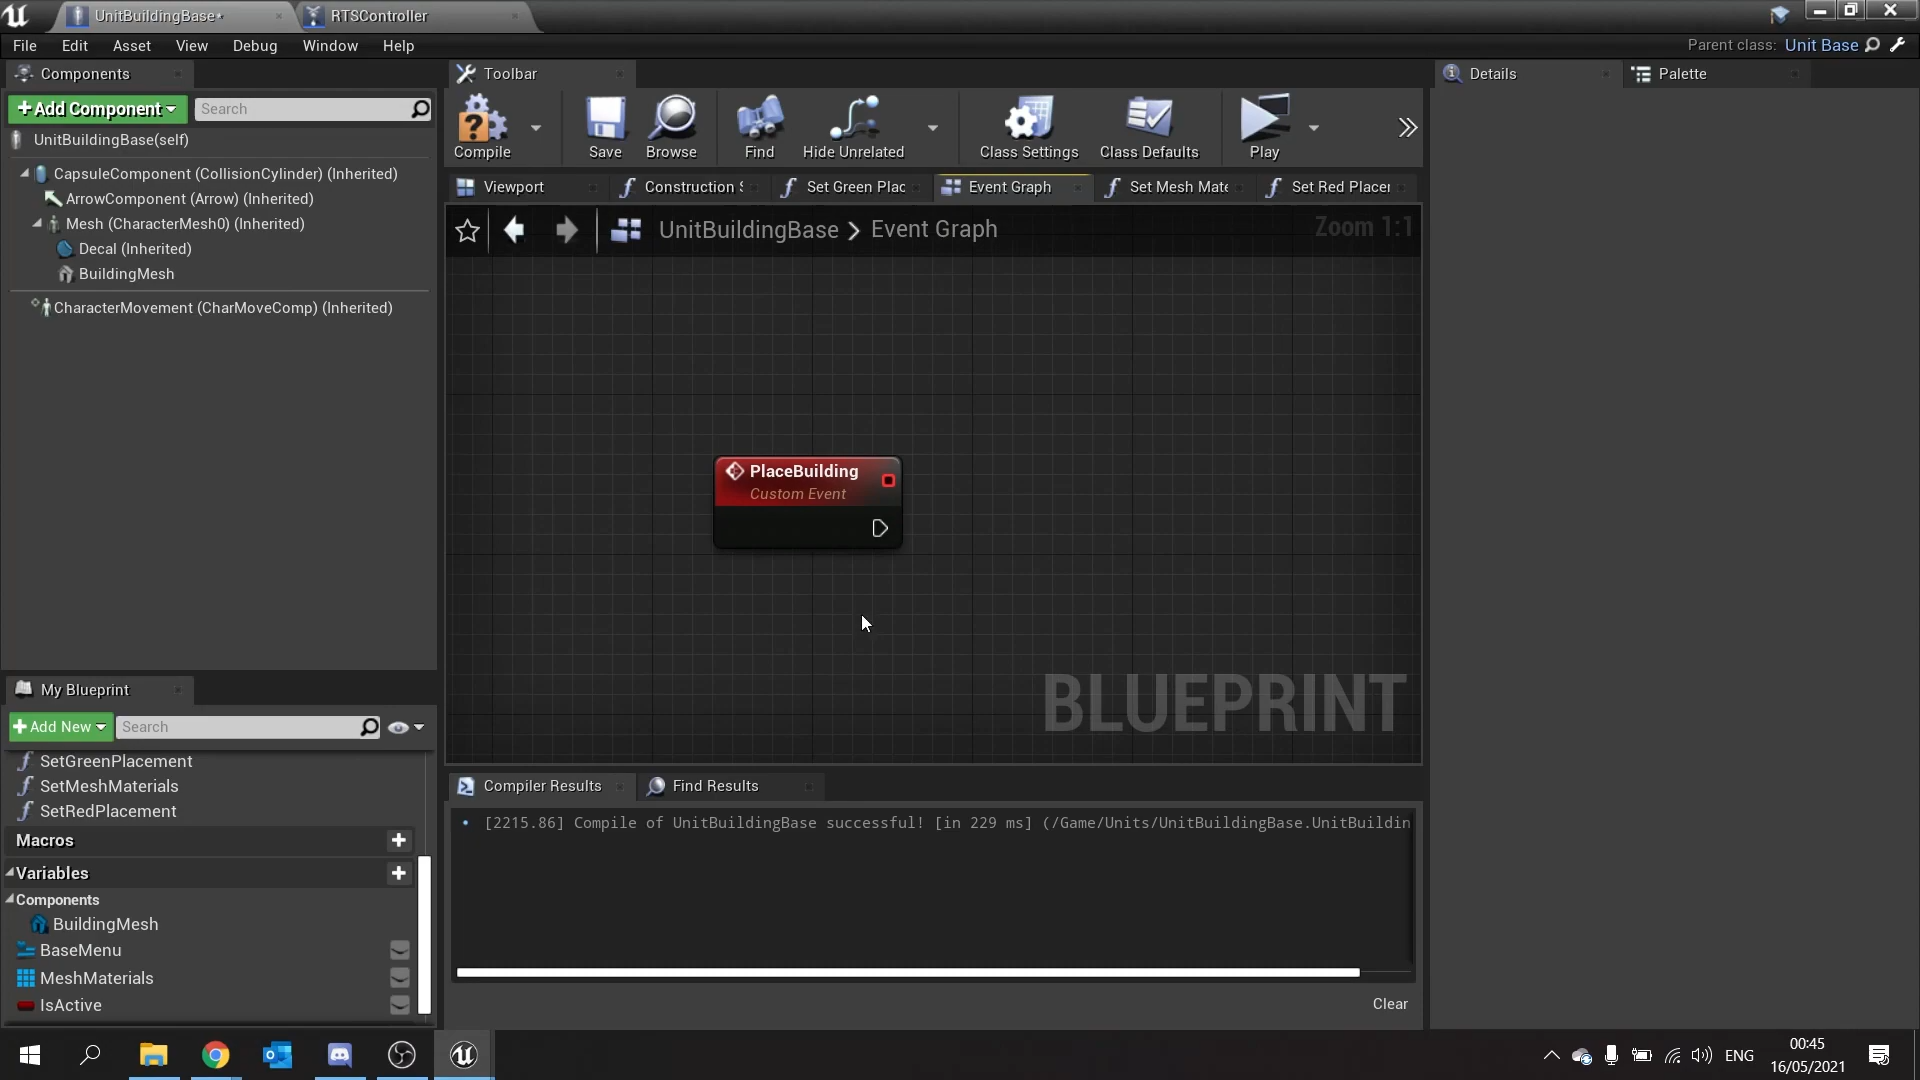 UnitBuildingBase*
RTSController
File Edit Asset View Debug Window Help
Parent class: Unit Base
Components
Toolbar
Details
Palette
+Add Component
Search
UnitBuildingBase(self)
CapsuleComponent (CollisionCylinder) (Inherited)
ArrowComponent (Arrow) (Inherited)
Mesh (CharacterMesh0) (Inherited)
Decal (Inherited)
BuildingMesh
CharacterMovement (CharMoveComp) (Inherited)
Compile
Save
Browse
Find
Hide Unrelated
Class Settings
Class Defaults
Play
Viewport
Construction S
Set Green Plac
Event Graph
Set Mesh Mate
Set Red Placer
UnitBuildingBase > Event Graph
Zoom 1:1
PlaceBuilding
Custom Event
BLUEPRINT
My Blueprint
+Add New
Search
SetGreenPlacement
SetMeshMaterials
SetRedPlacement
Macros
Variables
Components
BuildingMesh
BaseMenu
MeshMaterials
IsActive
Compiler Results
Find Results
[2215.86] Compile of UnitBuildingBase successful! [in 229 ms] (/Game/Units/UnitBuildingBase.UnitBuildin
Clear
ENG
00:45
16/05/2021